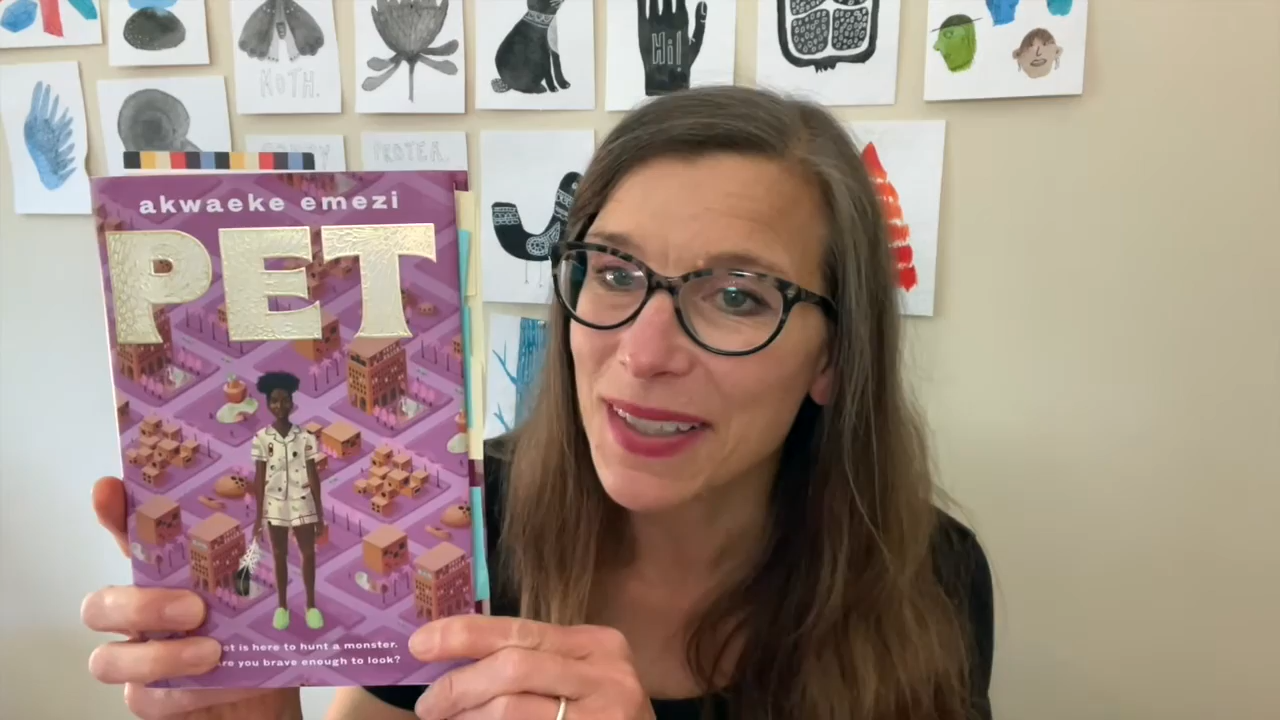 Hi!
MOTH.
PROTEA.
akwaeke emezi
PET
et is here to hunt a monster.
re you brave enough to look?